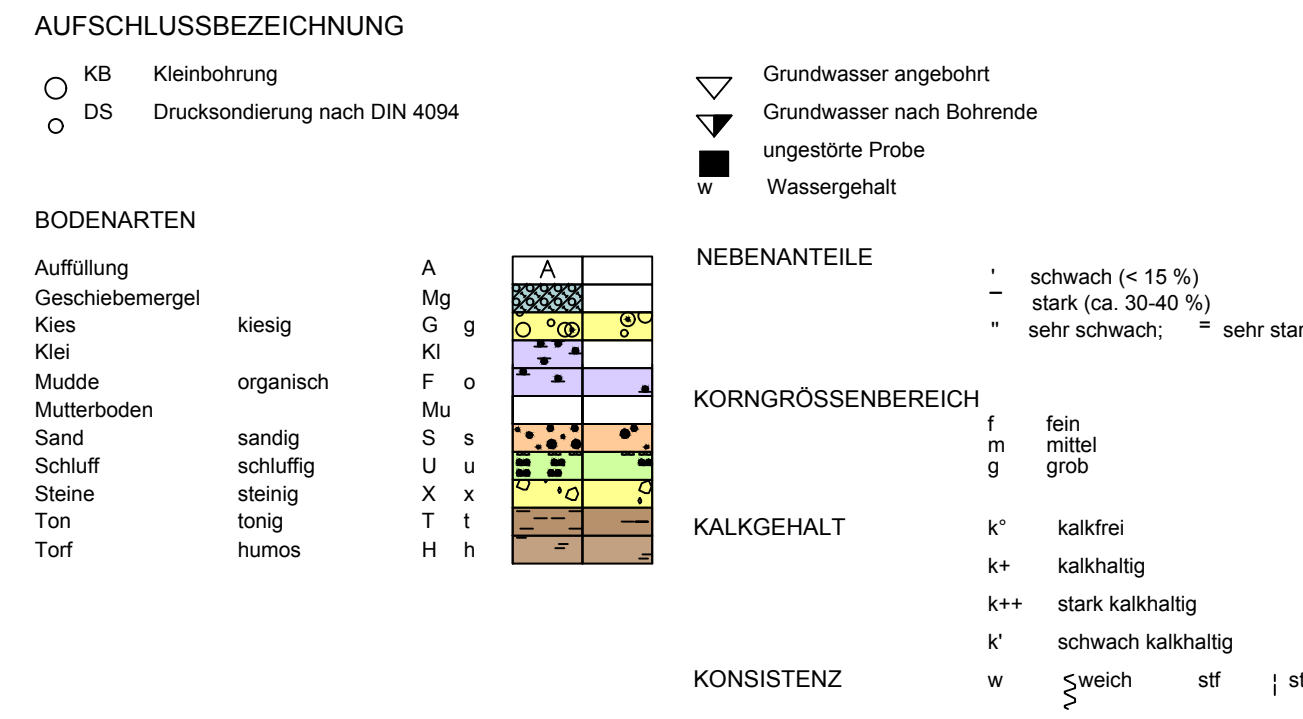 AUFSCHLUSSBEZEICHNUNG
KB Kleinbohrung
DS Drucksondierung nach DIN 4094
Grundwasser angebohrt
Grundwasser nach Bohrende
ungestörte Probe
w Wassergehalt
BODENARTEN
Auffüllung A A
Geschiebemergel Mg
Kies kiesig G g
Klei Kl
Mudde organisch F o
Mutterboden Mu
Sand sandig S s
Schluff schluffig U u
Steine steinig X x
Ton tonig T t
Torf humos H h
NEBENANTEILE
' schwach (< 15 %)
– stark (ca. 30-40 %)
" sehr schwach; = sehr star
KORNGRÖSSENBEREICH
f fein
m mittel
g grob
KALKGEHALT k° kalkfrei
k+ kalkhaltig
k++ stark kalkhaltig
k' schwach kalkhaltig
KONSISTENZ w weich stf st